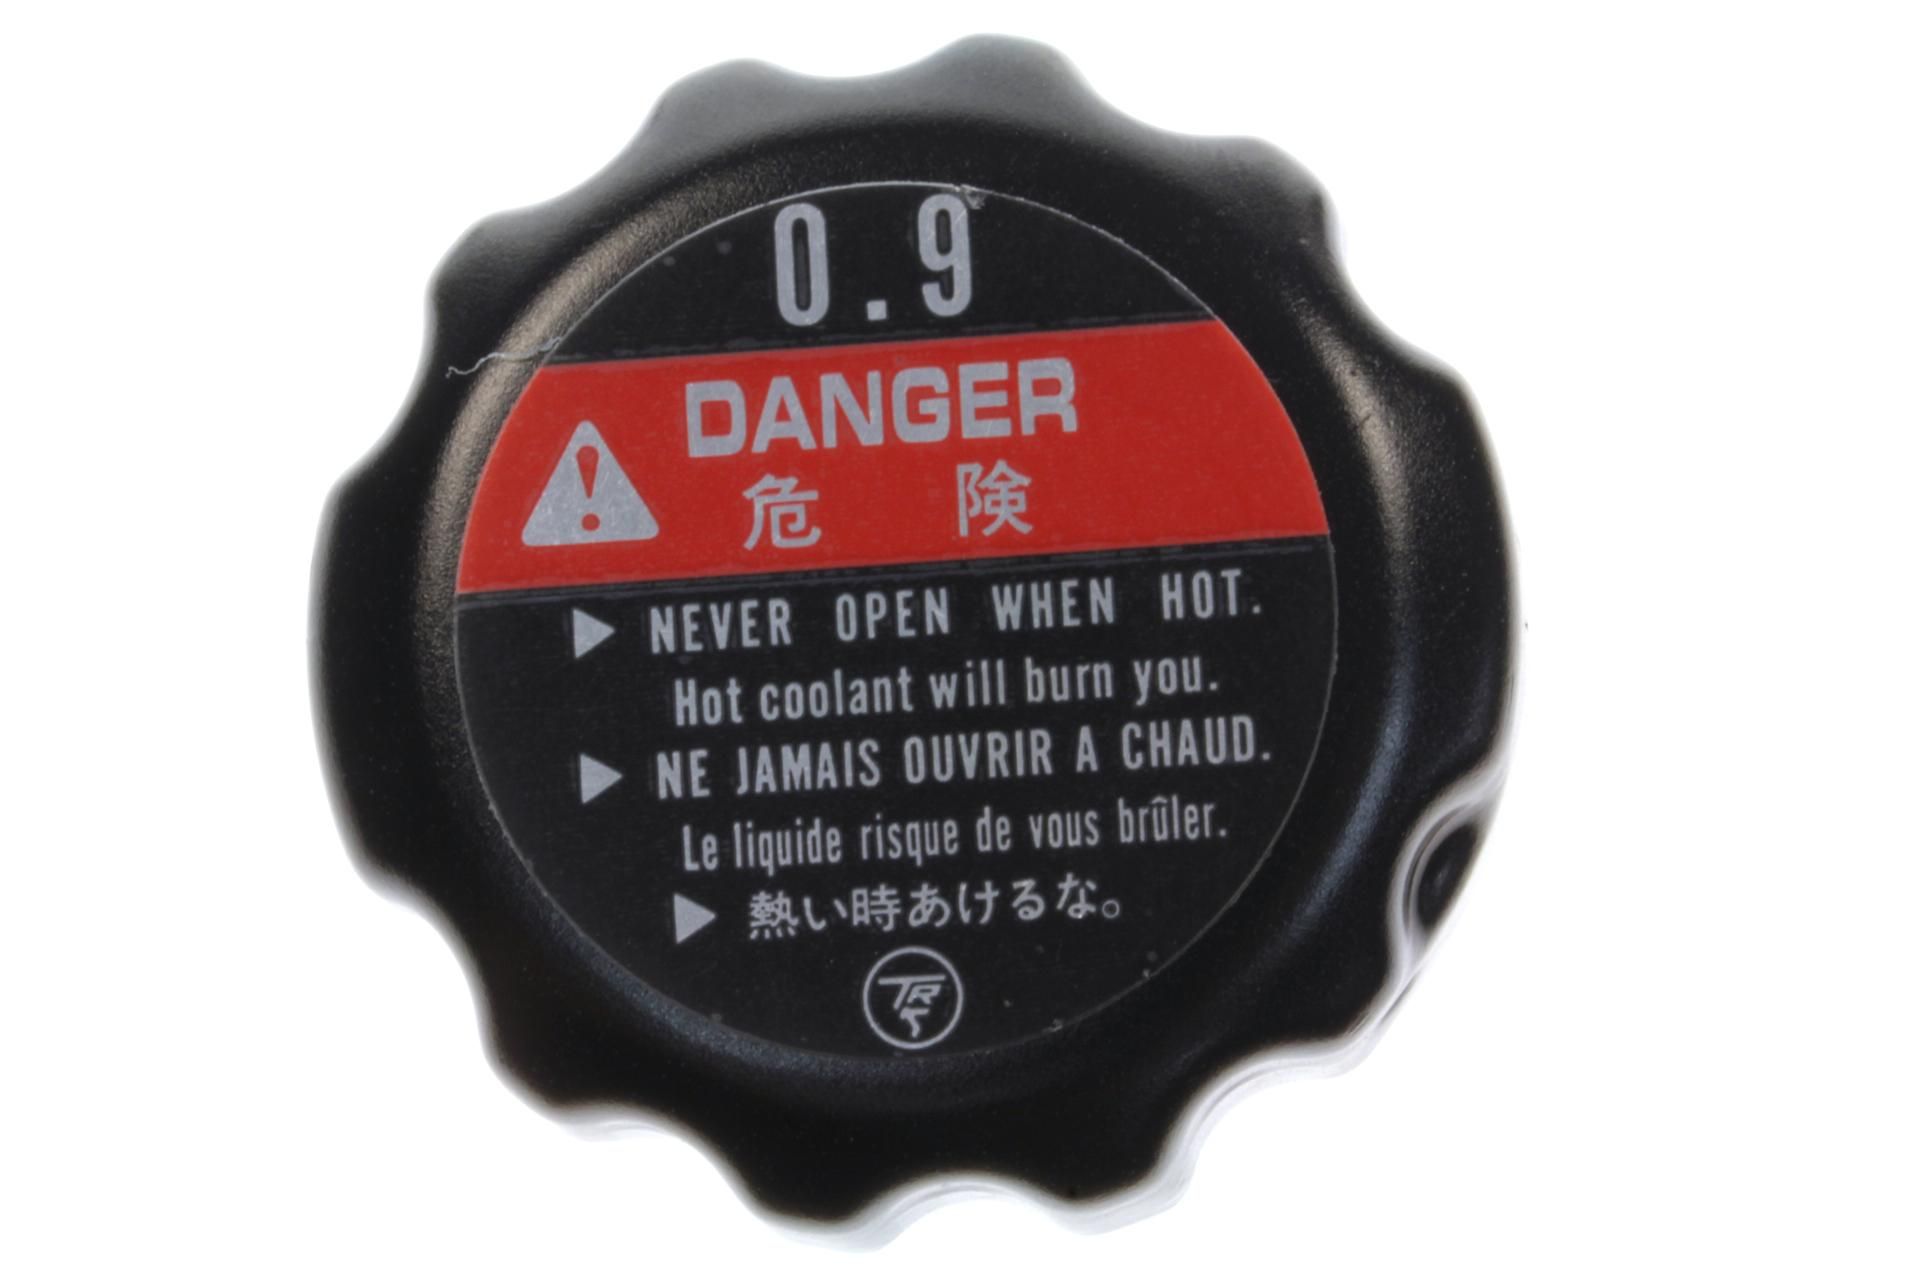 0.9
DANGER
危険
NEVER OPEN WHEN HOT.
Hot coolant will burn you.
NE JAMAIS OUVRIR A CHAUD.
Le liquide risque de vous brûler.
熱い時あけるな。
TRS